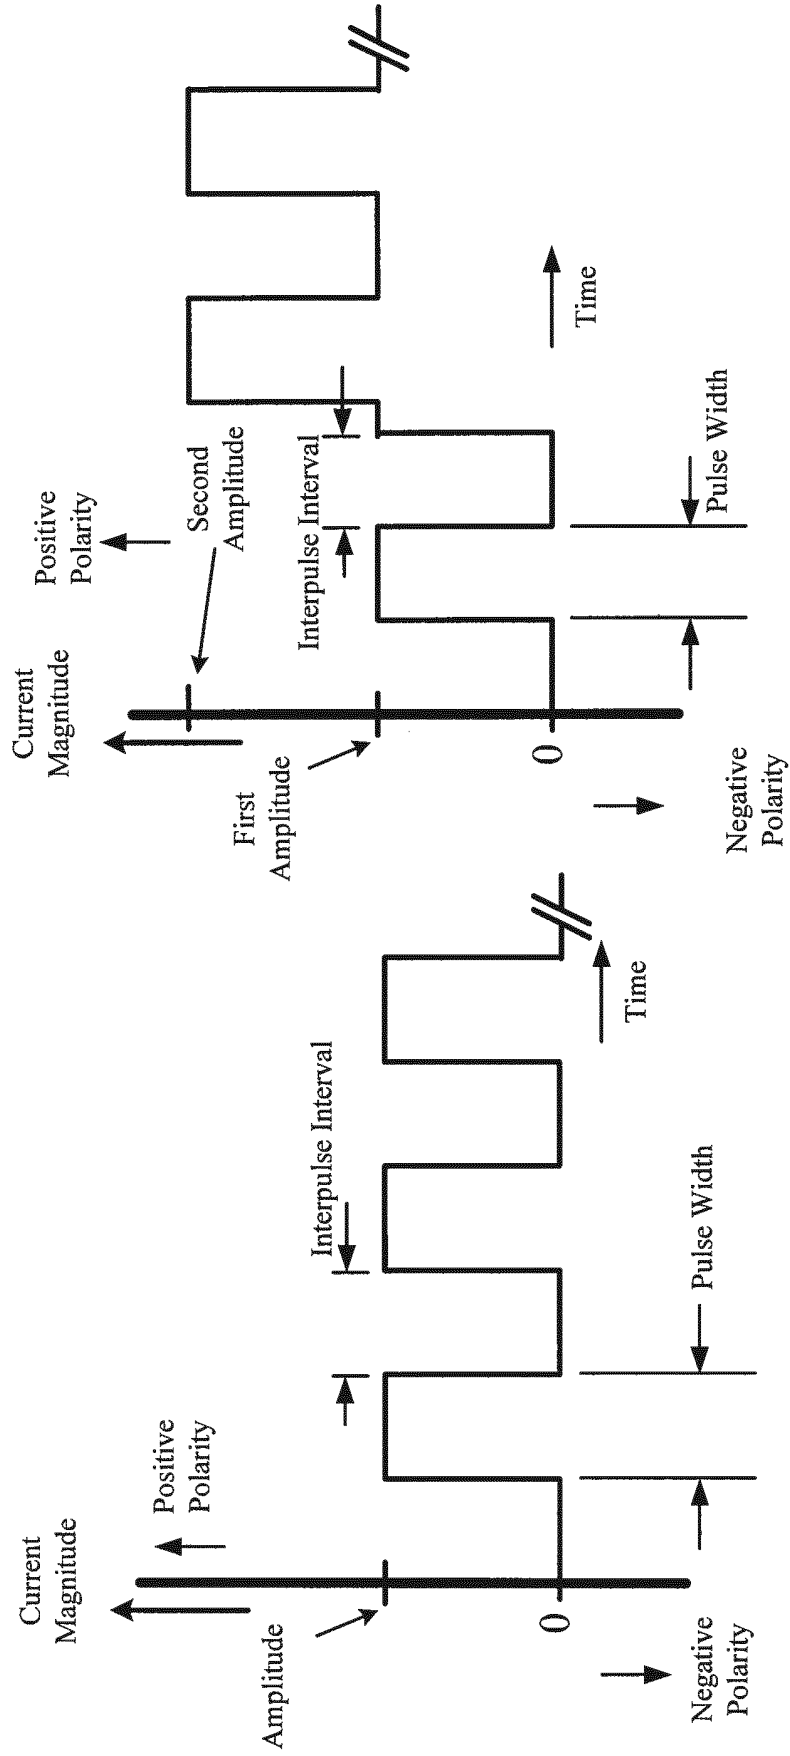 Current
Magnitude
Positive
Polarity
Amplitude
0
Negative
Polarity
Interpulse Interval
Pulse Width
Time
Current
Magnitude
Positive
Polarity
Second
Amplitude
First
Amplitude
0
Negative
Polarity
Interpulse Interval
Pulse Width
Time